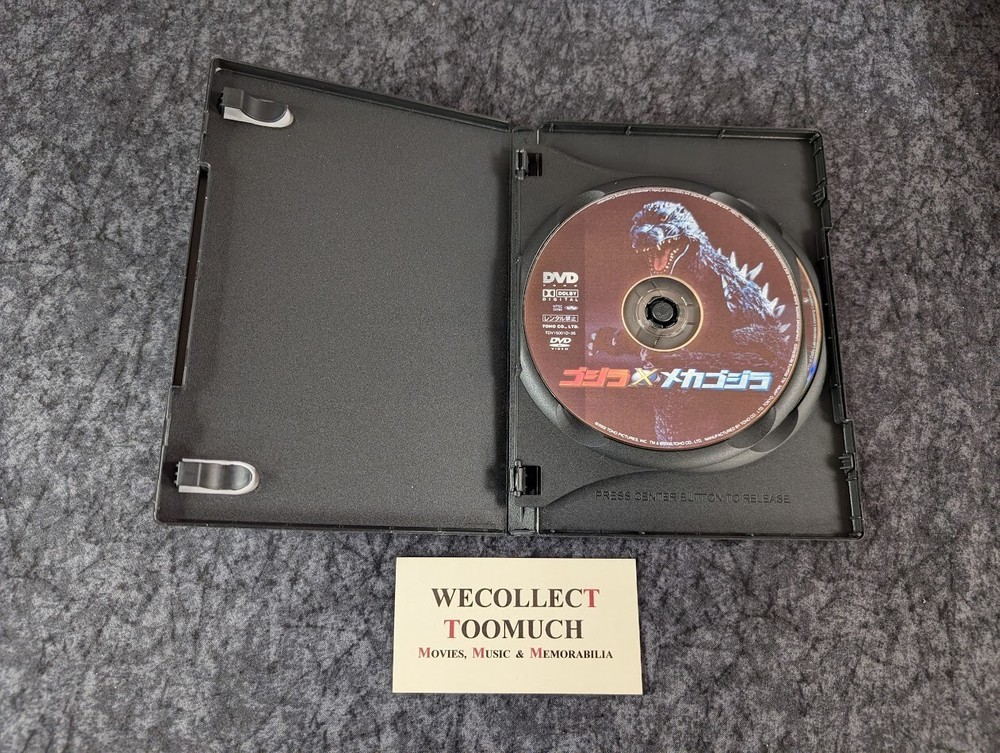 DVD
DOLBY
DIGITAL
レンタル禁止
TOHO CO., LTD.
DVD
VIDEO
ゴジラ×メカゴジラ
PRESS CENTER BUTTON TO RELEASE
WECOLLECT
TOOMUCH
MOVIES, MUSIC & MEMORABILIA